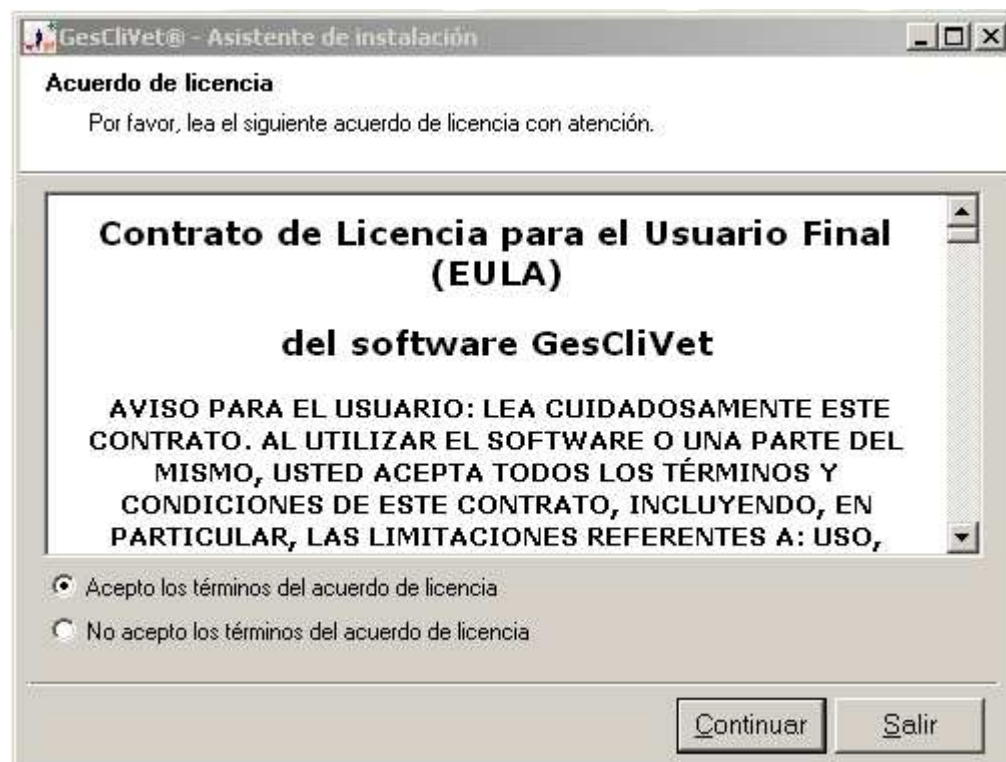 GesCliVet® - Asistente de instalación
Acuerdo de licencia
Por favor, lea el siguiente acuerdo de licencia con atención.
Contrato de Licencia para el Usuario Final
(EULA)
del software GesCliVet
AVISO PARA EL USUARIO: LEA CUIDADOSAMENTE ESTE
CONTRATO. AL UTILIZAR EL SOFTWARE O UNA PARTE DEL
MISMO, USTED ACEPTA TODOS LOS TÉRMINOS Y
CONDICIONES DE ESTE CONTRATO, INCLUYENDO, EN
PARTICULAR, LAS LIMITACIONES REFERENTES A: USO,
Acepto los términos del acuerdo de licencia
No acepto los términos del acuerdo de licencia
Continuar
Salir